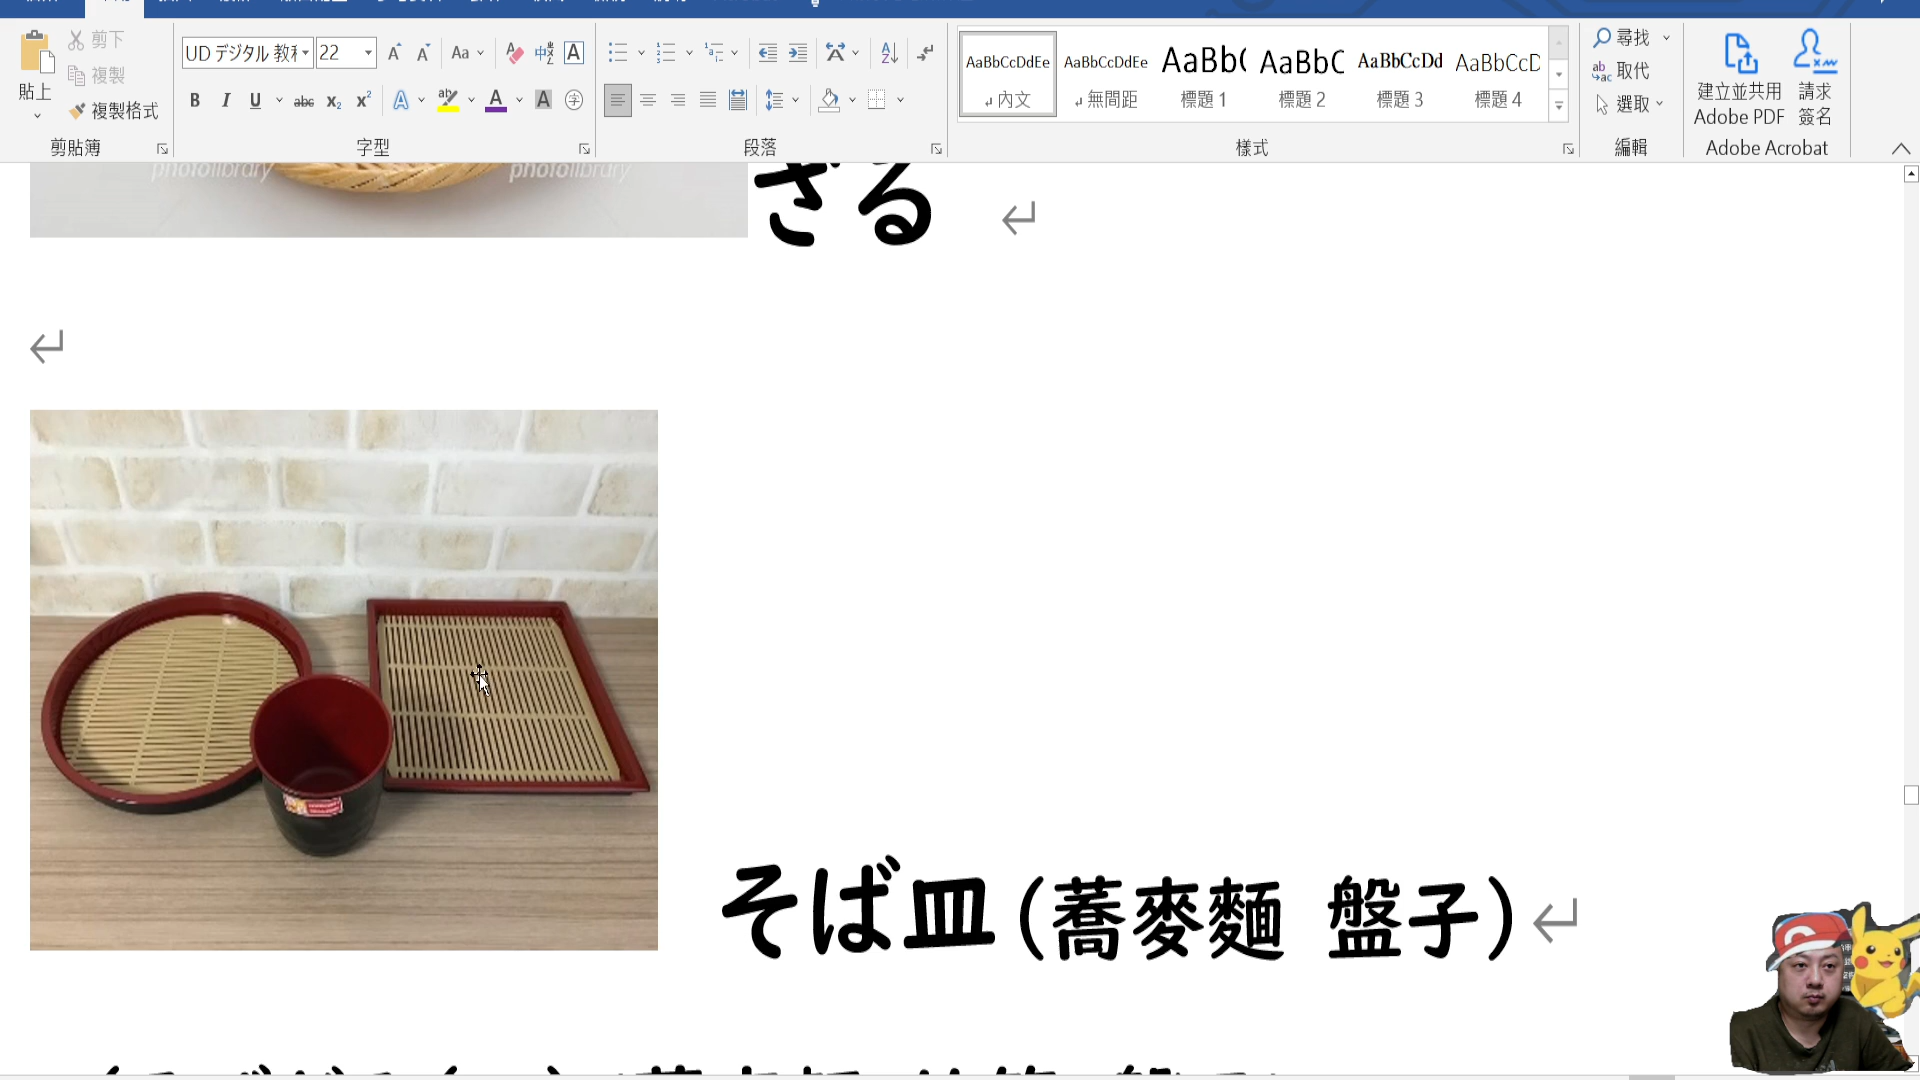 剪下
UD デジタル 教 22 Aa
AaBbCcDdEe AaBbCcDdEe AaBb( AaBbC AaBbCcDd AaBbCcD
尋找
複製
取代
貼上 複製格式
B I U abc x₂ x² A ab A A 字
內文 無間距 標題 1 標題 2 標題 3 標題 4
選取
建立並共用 Adobe PDF
請求 簽名
剪貼簿 字型 段落 樣式 編輯 Adobe Acrobat
photolibrary photolibrary
ざる
そば皿(蕎麥麵 盤子)